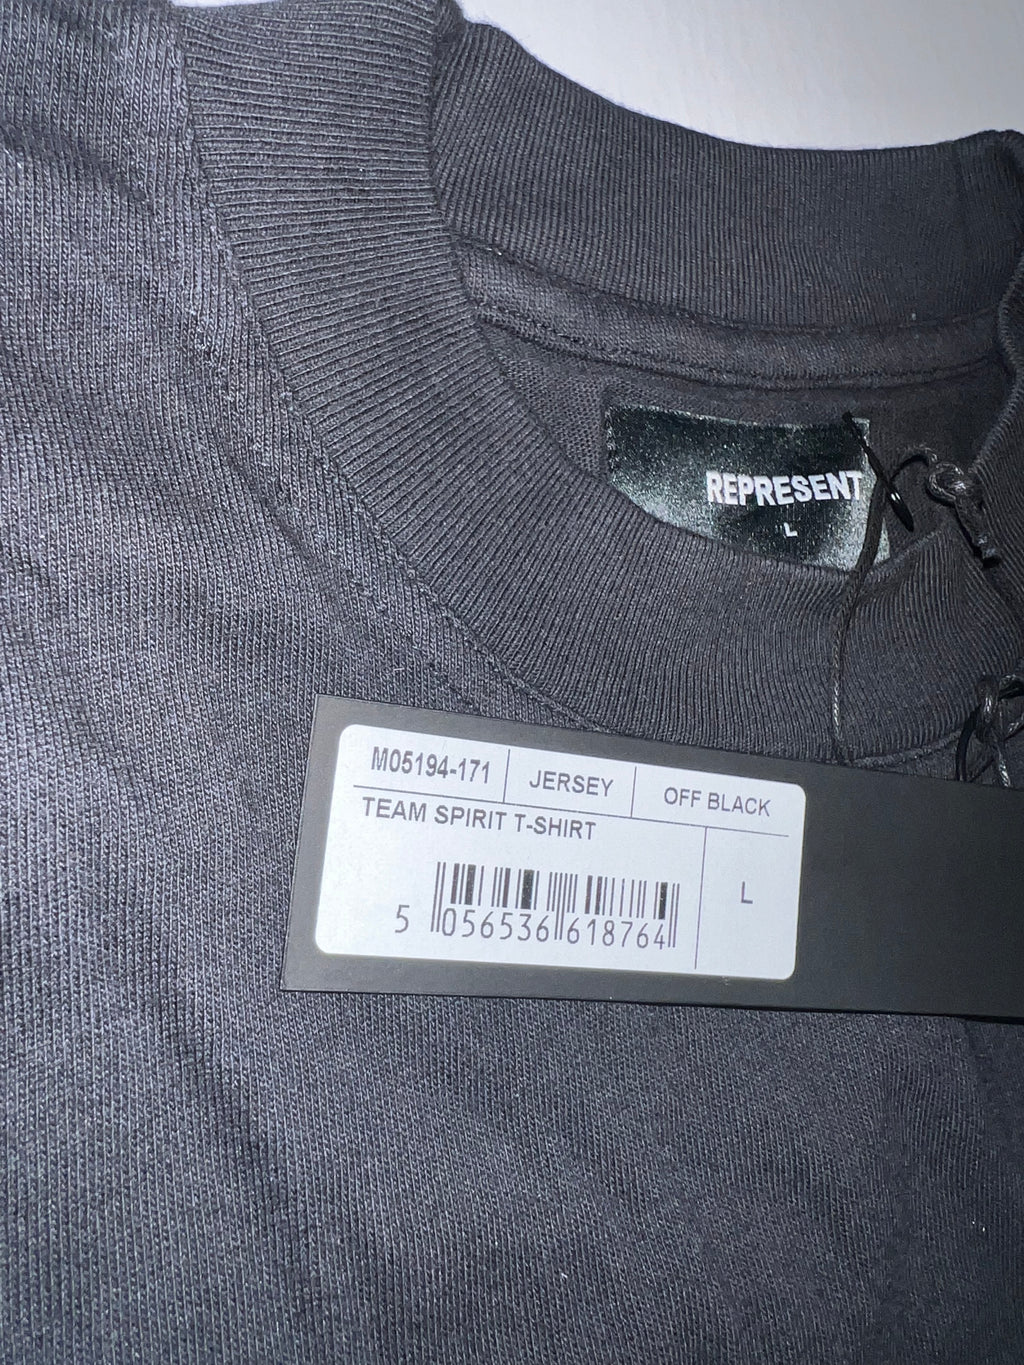 REPRESENT
L
M05194-171 JERSEY OFF BLACK
TEAM SPIRIT T-SHIRT
L
5 056536 618764